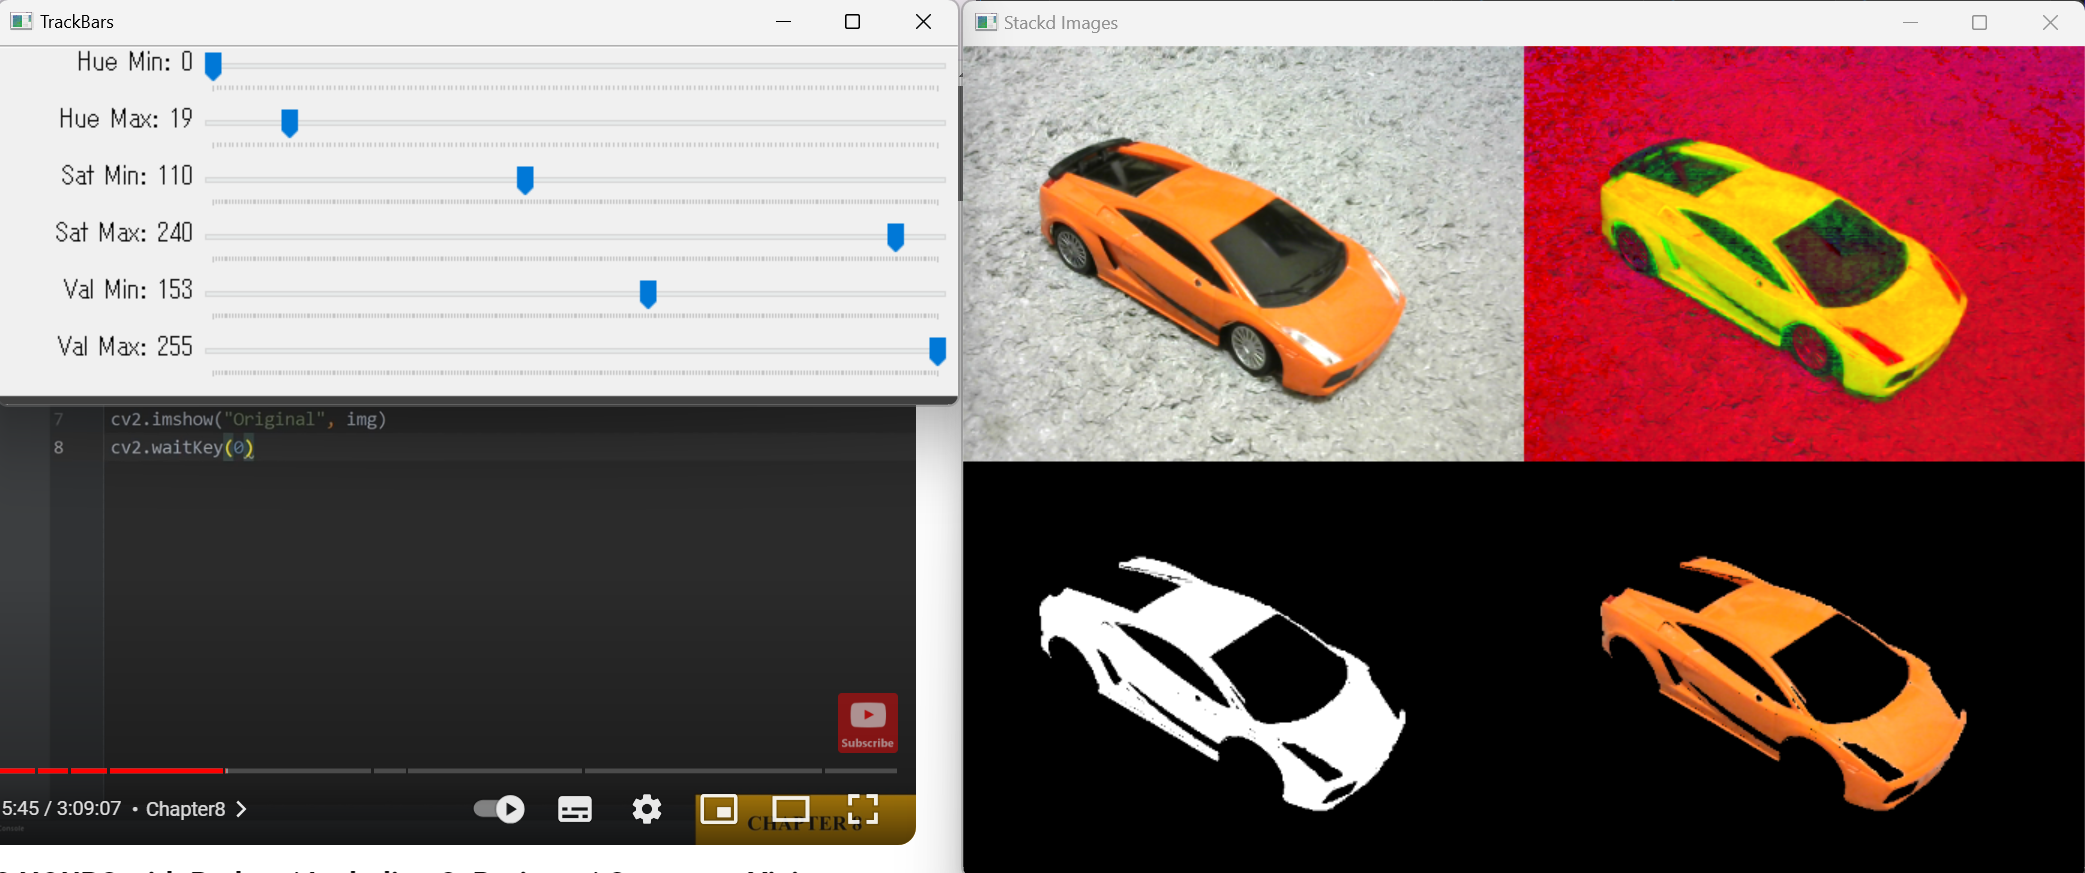 TrackBars
Hue Min: 0
Hue Max: 19
Sat Min: 110
Sat Max: 240
Val Min: 153
Val Max: 255
7 cv2.imshow("Original", img)
8 cv2.waitKey(0)
Subscribe
5:45 / 3:09:07 • Chapter8
CHAPTER 8
Stackd Images